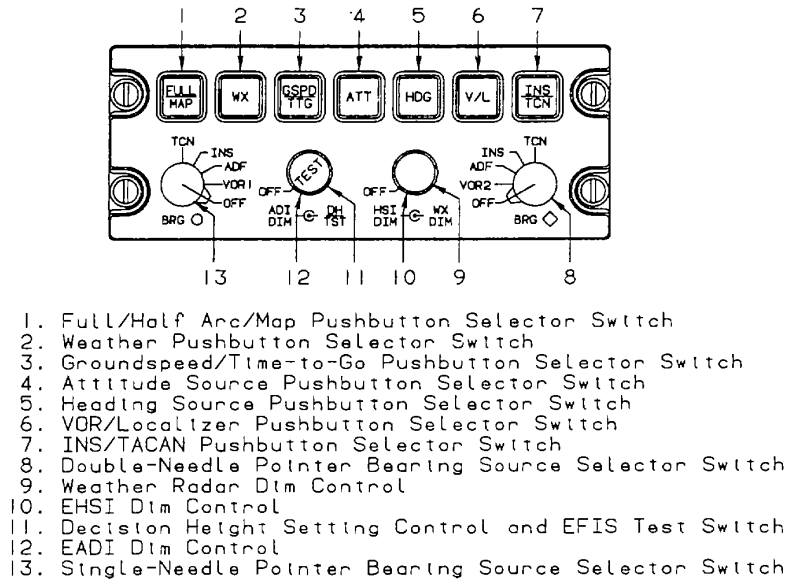 1 2 3 4 5 6 7
FULL
MAP
WX
GSPD
TTG
ATT
HDG
V/L
INS
TCN
TCN
INS
ADF
VOR1
OFF
BRG
OFF
TEST
ADI
DIM
DH
TST
OFF
HSI
DIM
WX
DIM
TCN
INS
ADF
VOR2
OFF
BRG
13 12 11 10 9 8
1. Full/Half Arc/Map Pushbutton Selector Switch
2. Weather Pushbutton Selector Switch
3. Groundspeed/Time-to-Go Pushbutton Selector Switch
4. Attitude Source Pushbutton Selector Switch
5. Heading Source Pushbutton Selector Switch
6. VOR/Localizer Pushbutton Selector Switch
7. INS/TACAN Pushbutton Selector Switch
8. Double-Needle Pointer Bearing Source Selector Switch
9. Weather Radar Dim Control
10. EHSI Dim Control
11. Decision Height Setting Control and EFIS Test Switch
12. EADI Dim Control
13. Single-Needle Pointer Bearing Source Selector Switch